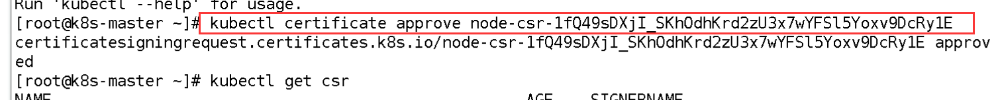 Run 'kubectl --help' for usage.
[root@k8s-master ~]# kubectl certificate approve node-csr-1fQ49sDXjI_SKhOdhKrd2zU3x7wYFSl5Yoxv9DcRy1E
certificatesigningrequest.certificates.k8s.io/node-csr-1fQ49sDXjI_SKhOdhKrd2zU3x7wYFSl5Yoxv9DcRy1E approv
ed
[root@k8s-master ~]# kubectl get csr
NAME AGE SIGNERNAME